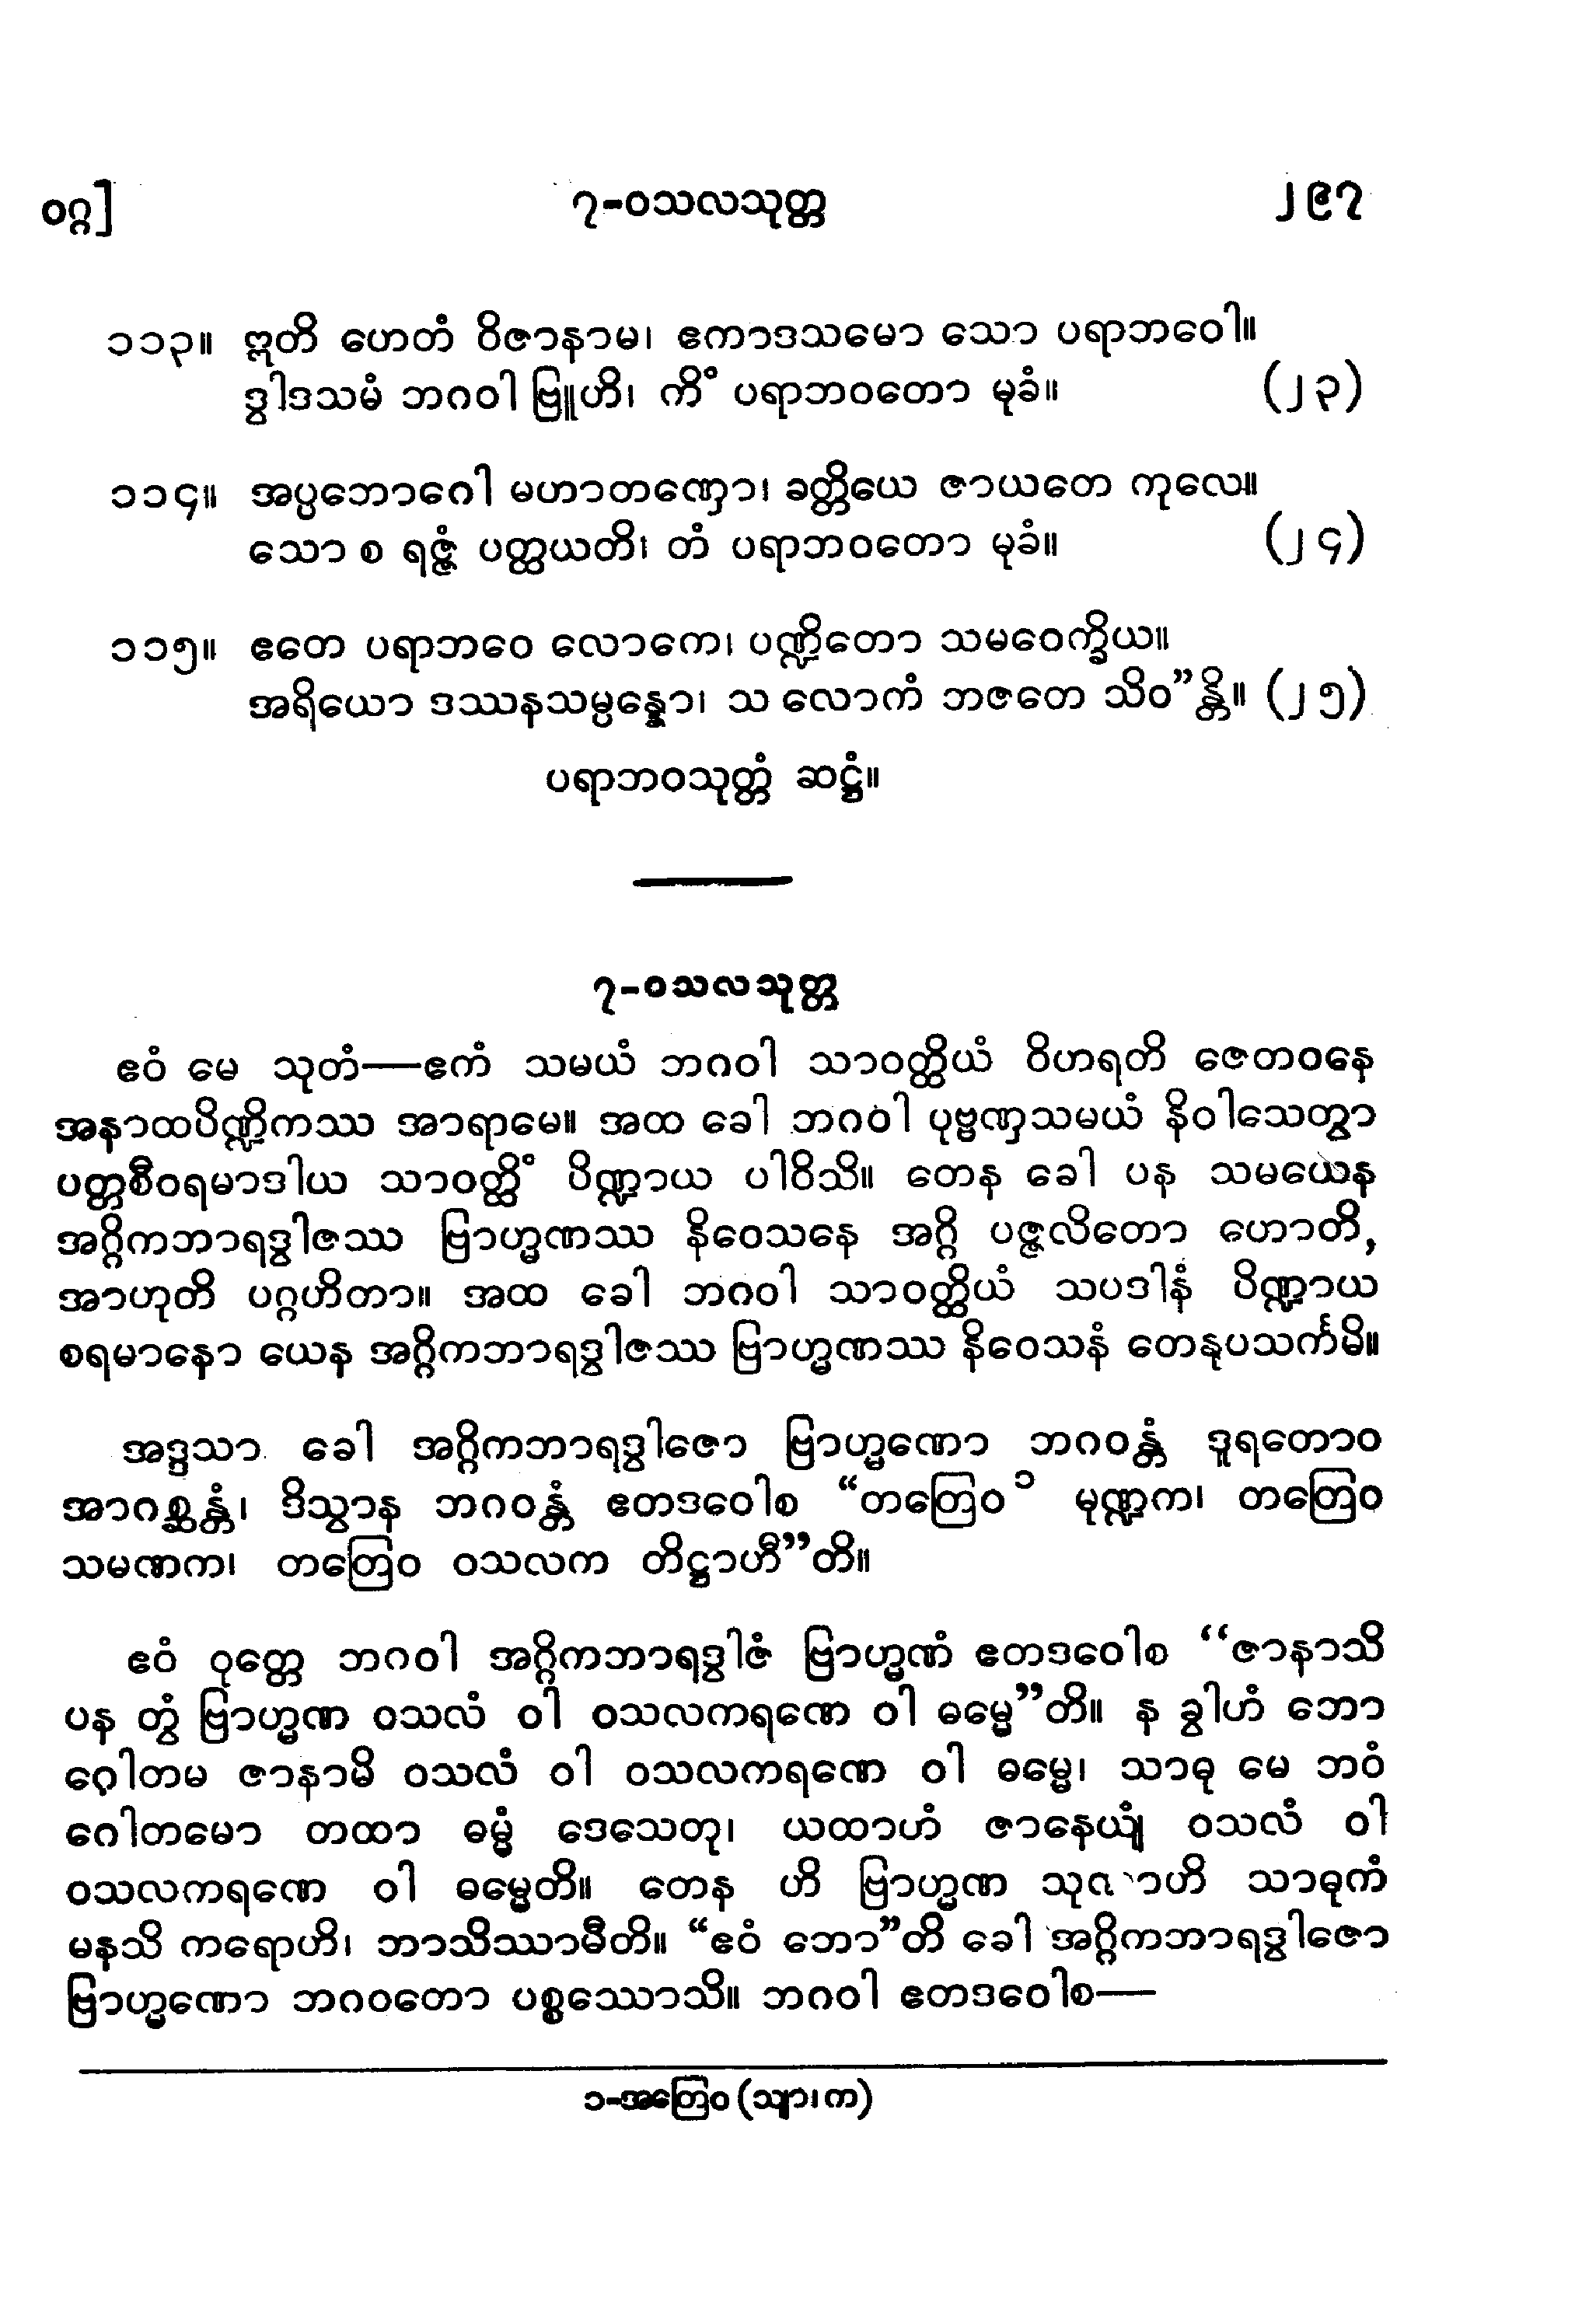 ဝဂ္ဂ] ၇-ဝသလသုတ္တ ၂၉၇
၁၁၃။ ဣတိ ဟေတံ ဝိဇာနာမ၊ ဧကာဒသမော သော ပရာဘဝေါ။
ဒွါဒသမံ ဘဂဝါ ဗြူဟိ၊ ကိံ ပရာဘဝတော မုခံ။ (၂၃)
၁၁၄။ အပ္ပဘောဂေါ မဟာတဏှော၊ ခတ္တိယေ ဇာယတေ ကုလေ။
သော စ ရဇ္ဇံ ပတ္ထယတိ၊ တံ ပရာဘဝတော မုခံ။ (၂၄)
၁၁၅။ ဧတေ ပရာဘဝေ လောကေ၊ ပဏ္ဍိတော သမဝေက္ခိယ။
အရိယော ဒဿနသမ္ပန္နော၊ သ လောကံ ဘဇတေ သိဝ”န္တိ။ (၂၅)
ပရာဘဝသုတ္တံ ဆဋ္ဌံ။
၇-ဝသလသုတ္တ
ဧဝံ မေ သုတံ—ဧကံ သမယံ ဘဂဝါ သာဝတ္ထိယံ ဝိဟရတိ ဇေတဝနေ
အနာထပိဏ္ဍိကဿ အာရာမေ။ အထ ခေါ ဘဂဝါ ပုဗ္ဗဏှသမယံ နိဝါသေတွာ
ပတ္တစီဝရမာဒါယ သာဝတ္ထိံ ပိဏ္ဍာယ ပါဝိသိ။ တေန ခေါ ပန သမယေန
အဂ္ဂိကဘာရဒွါဇဿ ဗြာဟ္မဏဿ နိဝေသနေ အဂ္ဂိ ပဇ္ဇလိတော ဟောတိ,
အာဟုတိ ပဂ္ဂဟိတာ။ အထ ခေါ ဘဂဝါ သာဝတ္ထိယံ သပဒါနံ ပိဏ္ဍာယ
စရမာနော ယေန အဂ္ဂိကဘာရဒွါဇဿ ဗြာဟ္မဏဿ နိဝေသနံ တေနုပသင်္ကမိ။
အဒ္ဒသာ ခေါ အဂ္ဂိကဘာရဒွါဇော ဗြာဟ္မဏော ဘဂဝန္တံ ဒူရတောဝ
အာဂစ္ဆန္တံ၊ ဒိသွာန ဘဂဝန္တံ ဧတဒဝေါစ “တတြေဝ ၁ မုဏ္ဍက၊ တတြေဝ
သမဏက၊ တတြေဝ ဝသလက တိဋ္ဌာဟီ”တိ။
ဧဝံ ဝုတ္တေ ဘဂဝါ အဂ္ဂိကဘာရဒွါဇံ ဗြာဟ္မဏံ ဧတဒဝေါစ “ဇာနာသိ
ပန တွံ ဗြာဟ္မဏ ဝသလံ ဝါ ဝသလကရဏေ ဝါ ဓမ္မေ”တိ။ န ခွါဟံ ဘော
ဂေါတမ ဇာနာမိ ဝသလံ ဝါ ဝသလကရဏေ ဝါ ဓမ္မေ၊ သာဓု မေ ဘဝံ
ဂေါတမော တထာ ဓမ္မံ ဒေသေတု၊ ယထာဟံ ဇာနေယျံ ဝသလံ ဝါ
ဝသလကရဏေ ဝါ ဓမ္မေတိ။ တေန ဟိ ဗြာဟ္မဏ သုဏာဟိ သာဓုကံ
မနသိ ကရောဟိ၊ ဘာသိဿာမီတိ။ “ဧဝံ ဘော”တိ ခေါ အဂ္ဂိကဘာရဒွါဇော
ဗြာဟ္မဏော ဘဂဝတော ပစ္စဿောသိ။ ဘဂဝါ ဧတဒဝေါစ—
၁-အတြေဝ (သျာ၊ က)